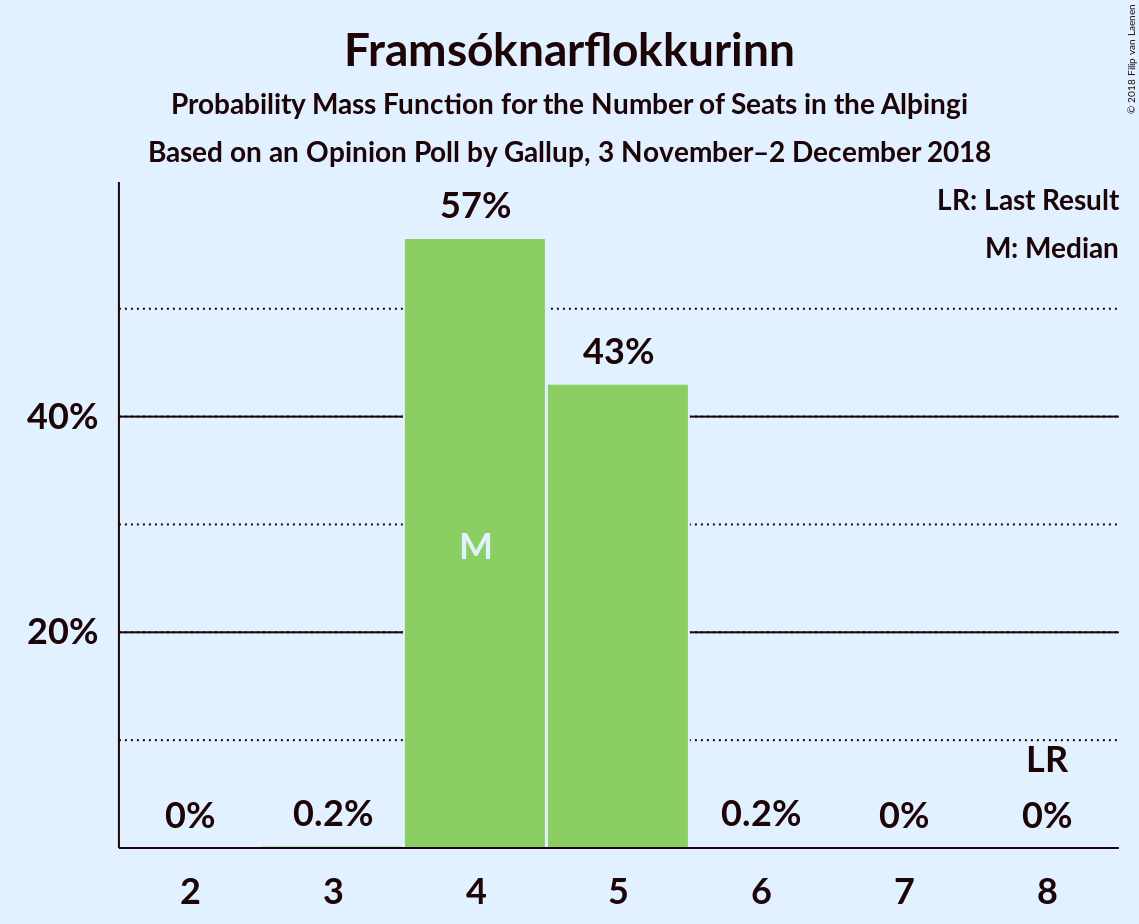 Framsóknarflokkurinn
Probability Mass Function for the Number of Seats in the Alþingi
Based on an Opinion Poll by Gallup, 3 November–2 December 2018
© 2018 Filip van Laenen
LR: Last Result
M: Median
57%
43%
40%
M
20%
LR
0%
0.2%
0.2%
0%
0%
2
3
4
5
6
7
8